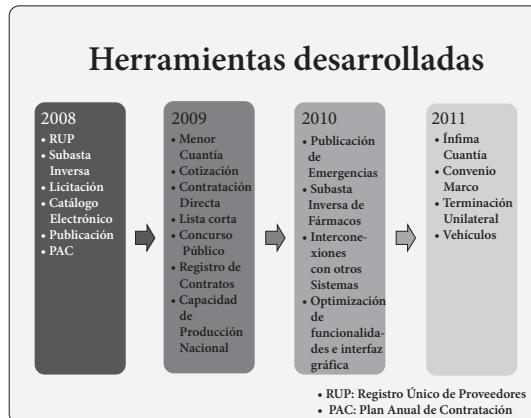 Herramientas desarrolladas
2008
• RUP
• Subasta
Inversa
• Licitación
• Catálogo
Electrónico
• Publicación
• PAC
2009
• Menor
Cuantía
• Cotización
• Contratación
Directa
• Lista corta
• Concurso
Público
• Registro de
Contratos
• Capacidad
de
Producción
Nacional
2010
• Publicación
de
Emergencias
• Subasta
Inversa de
Fármacos
• Intercone-
xiones
con otros
Sistemas
• Optimización
de
funcionalida-
des e interfaz
gráfica
2011
• Ínfima
Cuantía
• Convenio
Marco
• Terminación
Unilateral
• Vehículos
• RUP: Registro Único de Proveedores
• PAC: Plan Anual de Contratación